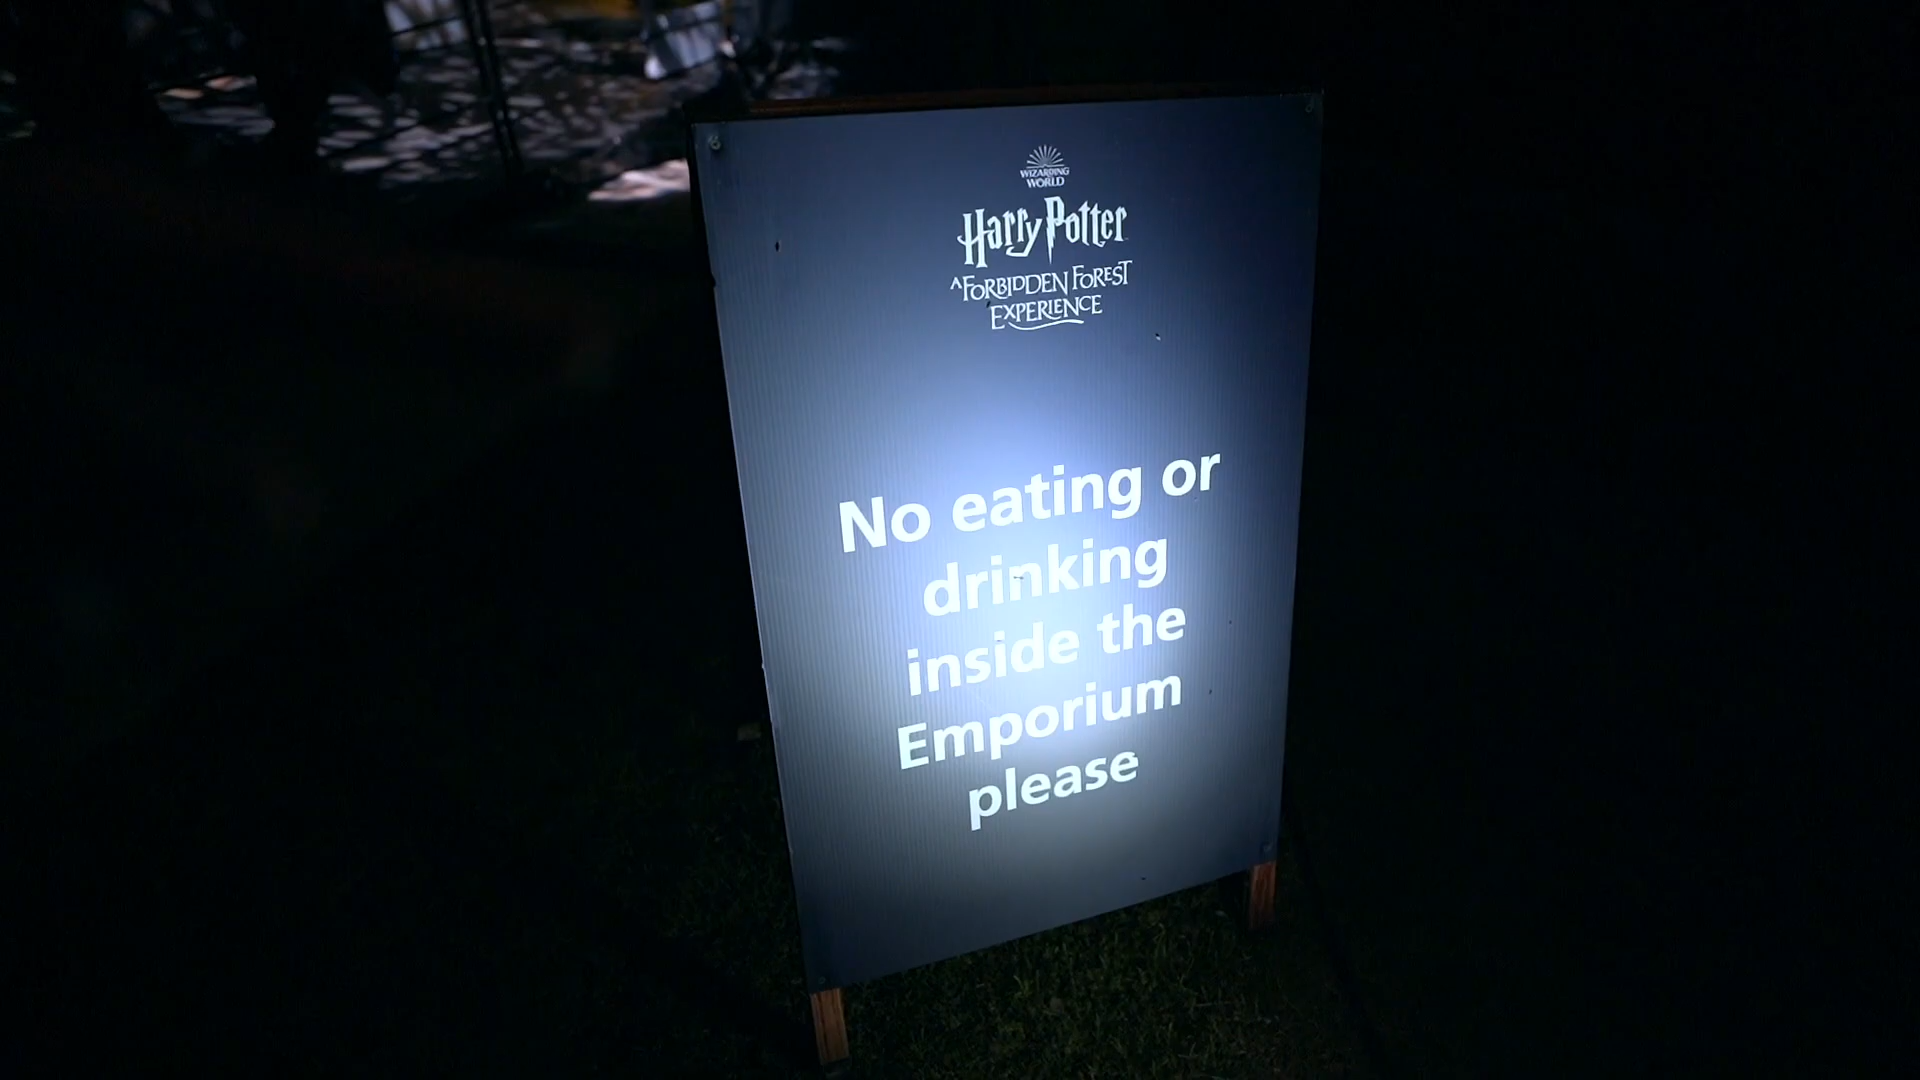 WIZARDING
WORLD
Harry Potter
A FORBIDDEN FOREST
EXPERIENCE
No eating or
drinking
inside the
Emporium
please